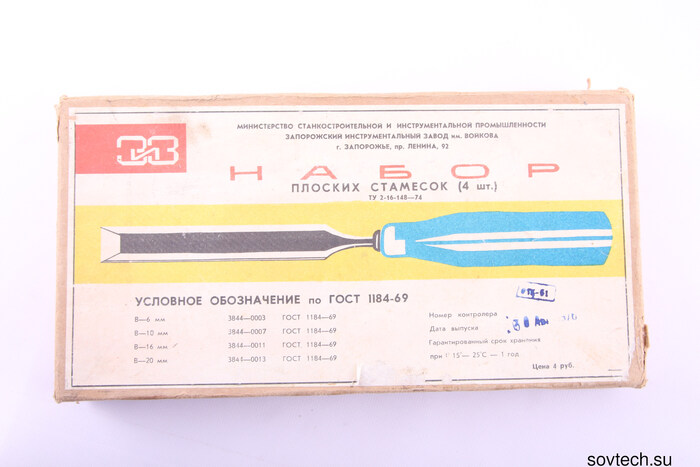 МИНИСТЕРСТВО СТАНКОСТРОИТЕЛЬНОЙ И ИНСТРУМЕНТАЛЬНОЙ ПРОМЫШЛЕННОСТИ
ЗАПОРОЖСКИЙ ИНСТРУМЕНТАЛЬНЫЙ ЗАВОД им. ВОЙКОВА
г. ЗАПОРОЖЬЕ, пр. ЛЕНИНА, 92
ЗИЗ
НАБОР
ПЛОСКИХ СТАМЕСОК (4 шт.)
ТУ 2-16-148—74
УСЛОВНОЕ ОБОЗНАЧЕНИЕ по ГОСТ 1184-69
В—6 мм 3844—0003 ГОСТ 1184—69
В—10 мм 3844—0007 ГОСТ 1184—69
В—16 мм 3844—0011 ГОСТ 1184—69
В—20 мм 3844—0013 ГОСТ 1184—69
Номер контролера
Дата выпуска
Гарантированный срок хранения
при t° 15°— 25°C — 1 год
Цена 4 руб.
sovtech.su